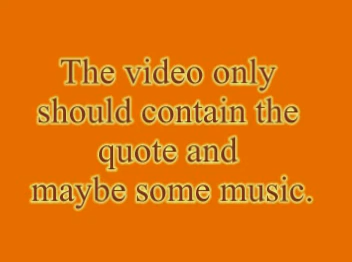 The video only
should contain the
quote and
maybe some music.